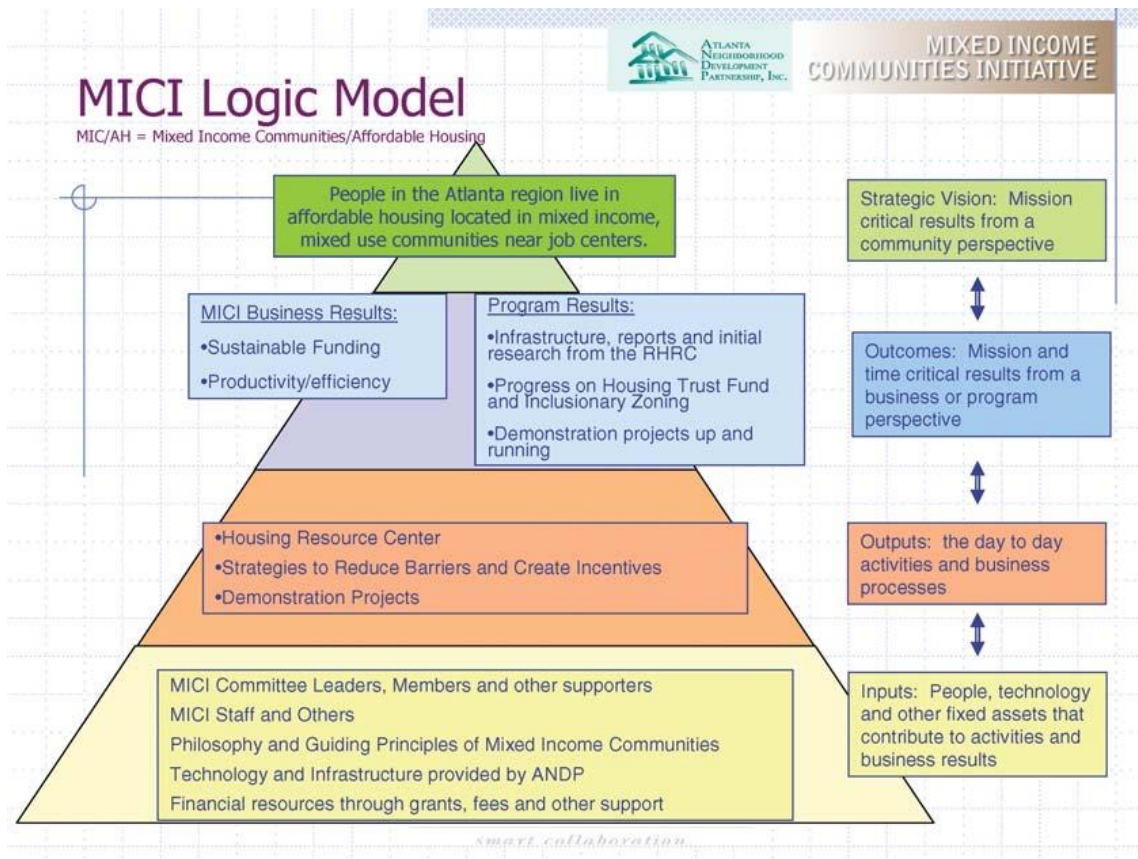 ATLANTA
NEIGHBORHOOD
DEVELOPMENT
PARTNERSHIP, INC.
MIXED INCOME
COMMUNITIES INITIATIVE
MICI Logic Model
MIC/AH = Mixed Income Communities/Affordable Housing
People in the Atlanta region live in
affordable housing located in mixed income,
mixed use communities near job centers.
Strategic Vision: Mission
critical results from a
community perspective
MICI Business Results:
•Sustainable Funding
•Productivity/efficiency
Program Results:
•Infrastructure, reports and initial
research from the RHRC
•Progress on Housing Trust Fund
and Inclusionary Zoning
•Demonstration projects up and
running
Outcomes: Mission and
time critical results from a
business or program
perspective
•Housing Resource Center
•Strategies to Reduce Barriers and Create Incentives
•Demonstration Projects
Outputs: the day to day
activities and business
processes
MICI Committee Leaders, Members and other supporters
MICI Staff and Others
Philosophy and Guiding Principles of Mixed Income Communities
Technology and Infrastructure provided by ANDP
Financial resources through grants, fees and other support
Inputs: People, technology
and other fixed assets that
contribute to activities and
business results
smart collaboration